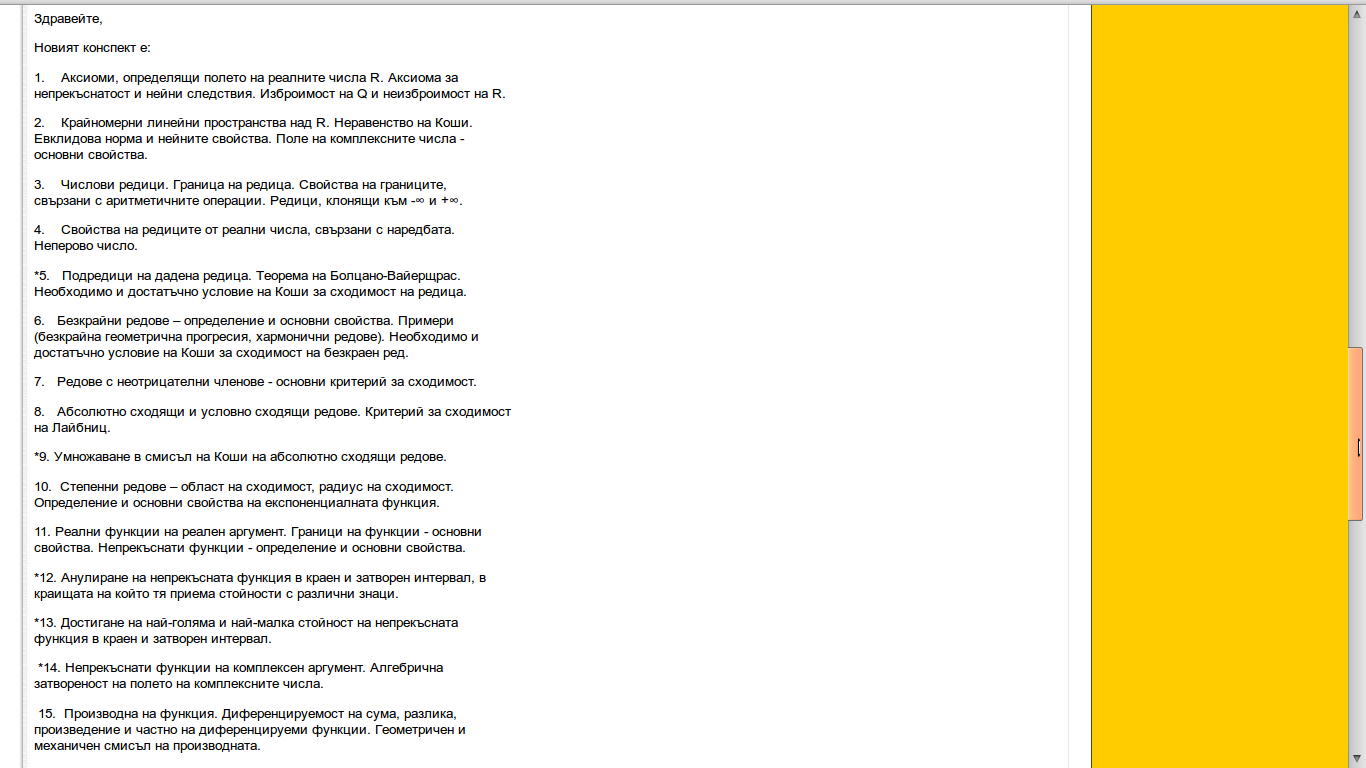 Здравейте,
Новият конспект е:
1. Аксиоми, определящи полето на реалните числа R. Аксиома за
непрекъснатост и нейни следствия. Изброимост на Q и неизброимост на R.
2. Крайномерни линейни пространства над R. Неравенство на Коши.
Евклидова норма и нейните свойства. Поле на комплексните числа -
основни свойства.
3. Числови редици. Граница на редица. Свойства на границите,
свързани с аритметичните операции. Редици, клонящи към -∞ и +∞.
4. Свойства на редиците от реални числа, свързани с наредбата.
Неперово число.
*5. Подредици на дадена редица. Теорема на Болцано-Вайерщрас.
Необходимо и достатъчно условие на Коши за сходимост на редица.
6. Безкрайни редове – определение и основни свойства. Примери
(безкрайна геометрична прогресия, хармонични редове). Необходимо и
достатъчно условие на Коши за сходимост на безкраен ред.
7. Редове с неотрицателни членове - основни критерий за сходимост.
8. Абсолютно сходящи и условно сходящи редове. Критерий за сходимост
на Лайбниц.
*9. Умножаване в смисъл на Коши на абсолютно сходящи редове.
10. Степенни редове – област на сходимост, радиус на сходимост.
Определение и основни свойства на експоненциалната функция.
11. Реални функции на реален аргумент. Граници на функции - основни
свойства. Непрекъснати функции - определение и основни свойства.
*12. Анулиране на непрекъсната функция в краен и затворен интервал, в
краищата на който тя приема стойности с различни знаци.
*13. Достигане на най-голяма и най-малка стойност на непрекъсната
функция в краен и затворен интервал.
*14. Непрекъснати функции на комплексен аргумент. Алгебрична
затвореност на полето на комплексните числа.
15. Производна на функция. Диференцируемост на сума, разлика,
произведение и частно на диференцируеми функции. Геометричен и
механичен смисъл на производната.